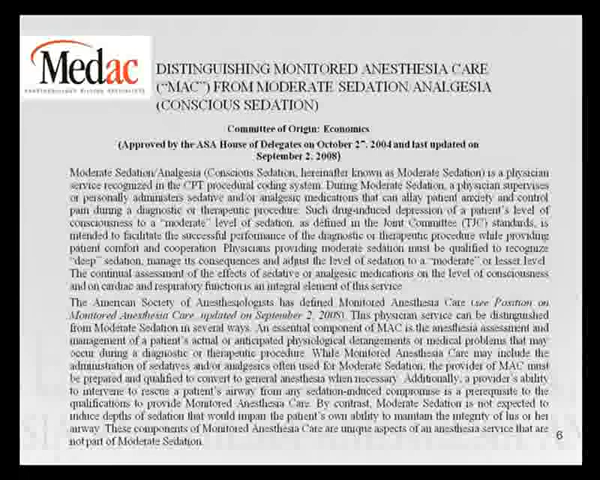 Medac
ANESTHESIOLOGY BILLING SPECIALISTS
DISTINGUISHING MONITORED ANESTHESIA CARE
("MAC") FROM MODERATE SEDATION ANALGESIA
(CONSCIOUS SEDATION)
Committee of Origin: Economics
(Approved by the ASA House of Delegates on October 27, 2004 and last updated on
September 2, 2008)
Moderate Sedation/Analgesia (Conscious Sedation, hereinafter known as Moderate Sedation) is a physician
service recognized in the CPT procedural coding system. During Moderate Sedation, a physician supervises
or personally administers sedative and/or analgesic medications that can allay patient anxiety and control
pain during a diagnostic or therapeutic procedure. Such drug-induced depression of a patient's level of
consciousness to a "moderate" level of sedation, as defined in the Joint Committee (TJC) standards, is
intended to facilitate the successful performance of the diagnostic or therapeutic procedure while providing
patient comfort and cooperation. Physicians providing moderate sedation must be qualified to recognize
"deep" sedation, manage its consequences and adjust the level of sedation to a "moderate" or lesser level.
The continual assessment of the effects of sedative or analgesic medications on the level of consciousness
and on cardiac and respiratory function is an integral element of this service.
The American Society of Anesthesiologists has defined Monitored Anesthesia Care (see Position on
Monitored Anesthesia Care, updated on September 2, 2008). This physician service can be distinguished
from Moderate Sedation in several ways. An essential component of MAC is the anesthesia assessment and
management of a patient's actual or anticipated physiological derangements or medical problems that may
occur during a diagnostic or therapeutic procedure. While Monitored Anesthesia Care may include the
administration of sedatives and/or analgesics often used for Moderate Sedation, the provider of MAC must
be prepared and qualified to convert to general anesthesia when necessary. Additionally, a provider's ability
to intervene to rescue a patient's airway from any sedation-induced compromise is a prerequisite to the
qualifications to provide Monitored Anesthesia Care. By contrast, Moderate Sedation is not expected to
induce depths of sedation that would impair the patient's own ability to maintain the integrity of his or her
airway. These components of Monitored Anesthesia Care are unique aspects of an anesthesia service that are
not part of Moderate Sedation.
6